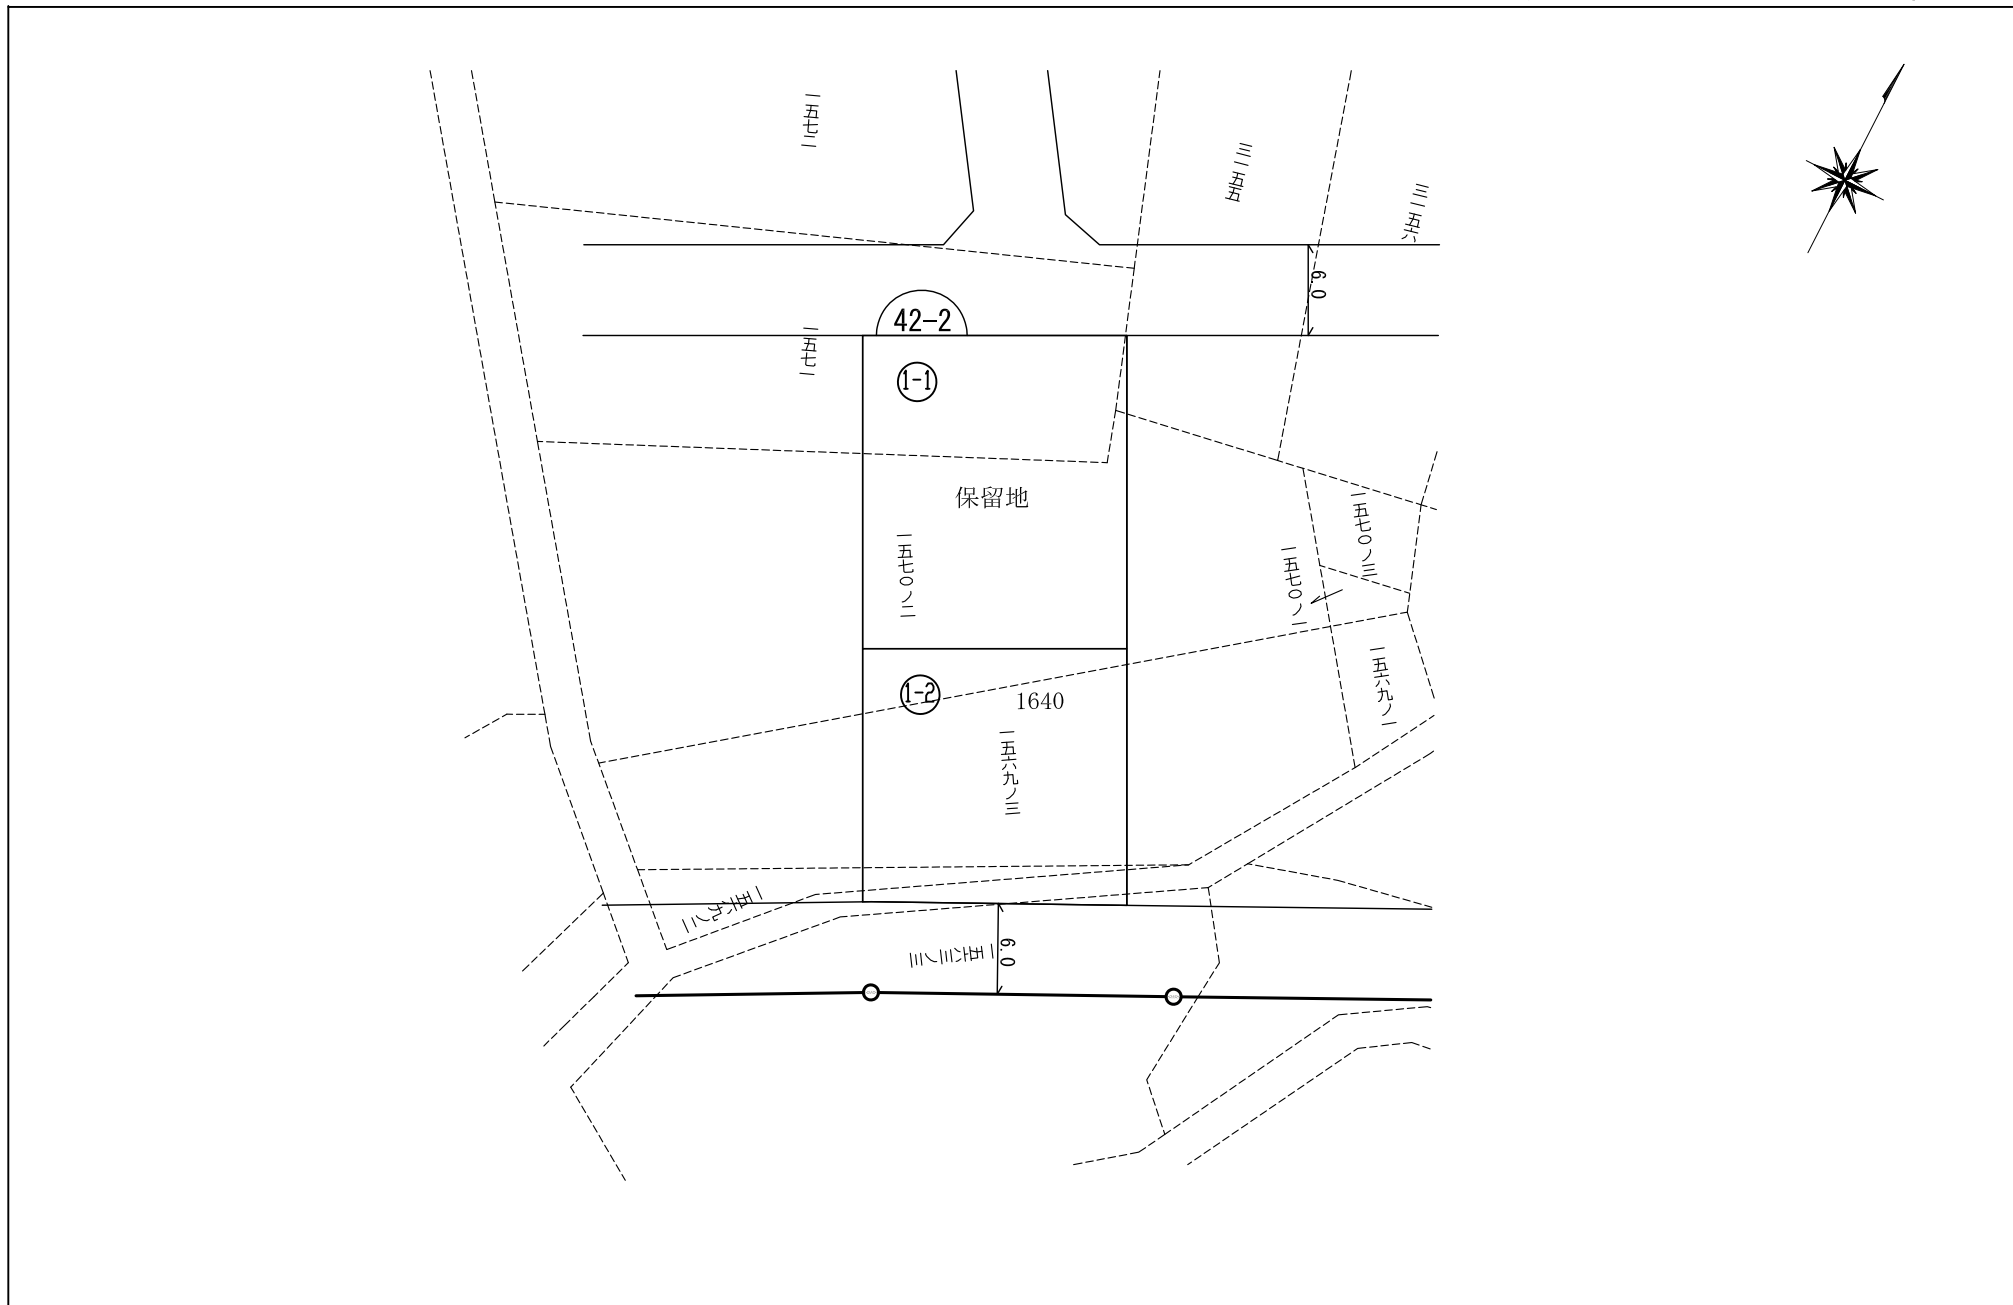 一五七二
三一五五
三一五六
6.0
42-2
一五七一
1-1
保留地
一五七〇ノ二
一五七〇ノ三
一五七〇ノ一
1-2
1640
一五六九ノ一
一五六九ノ三
一五六九ノ二
一五六三ノ三
6.0